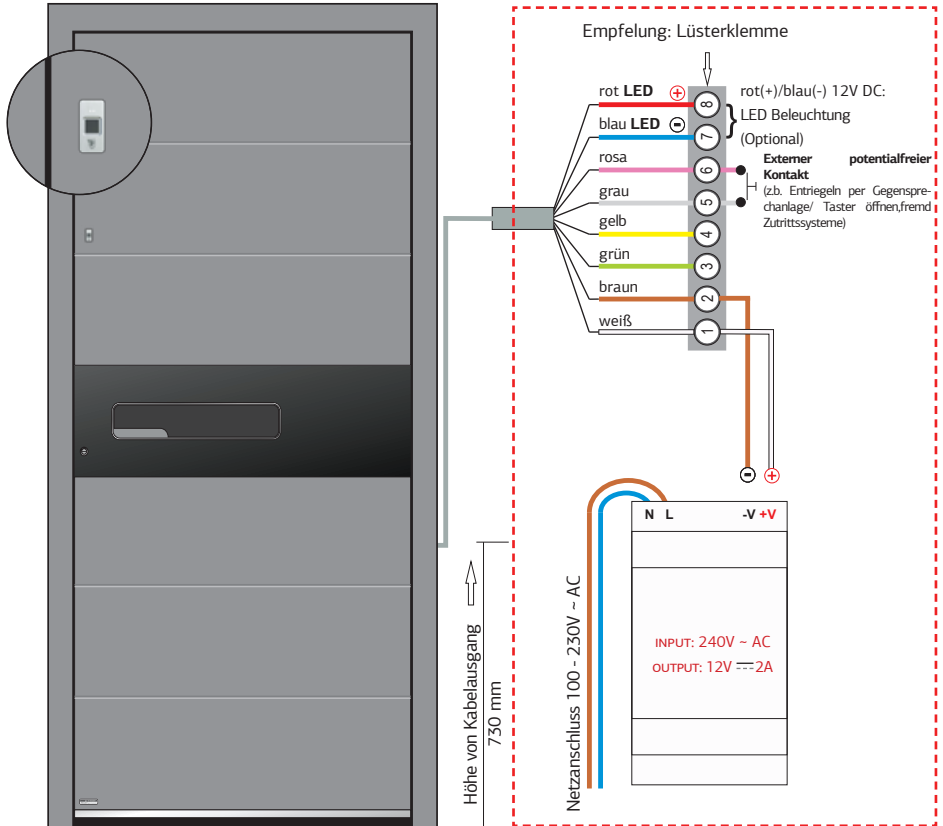 Empfelung: Lüsterklemme
rot LED
blau LED
rosa
grau
gelb
grün
braun
weiß
8
7
6
5
4
3
2
1
rot(+)/blau(-) 12V DC:
LED Beleuchtung
(Optional)
Externer potentialfreier
Kontakt
(z.b. Entriegeln per Gegenspre-
chanlage/ Taster öffnen,fremd
Zutrittssysteme)
N L -V +V
INPUT: 240V ~ AC
OUTPUT: 12V ⎓ 2A
Netzanschluss 100 - 230V ~ AC
Höhe von Kabelausgang
730 mm